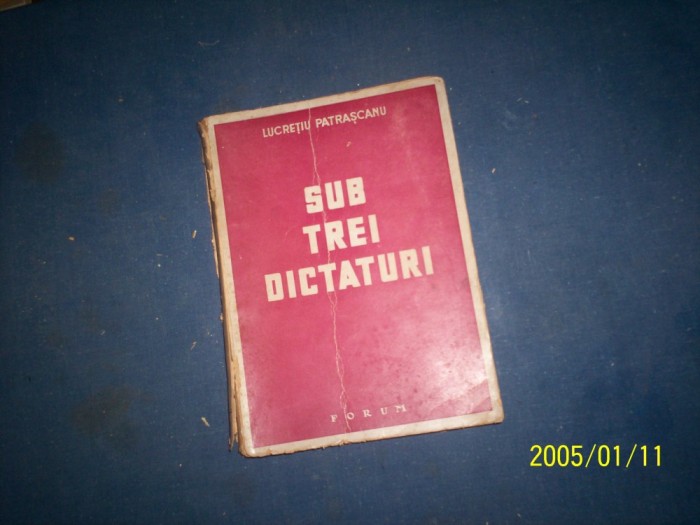 LUCREȚIU PATRAȘCANU
SUB
TREI
DICTATURI
FORUM
2005/01/11